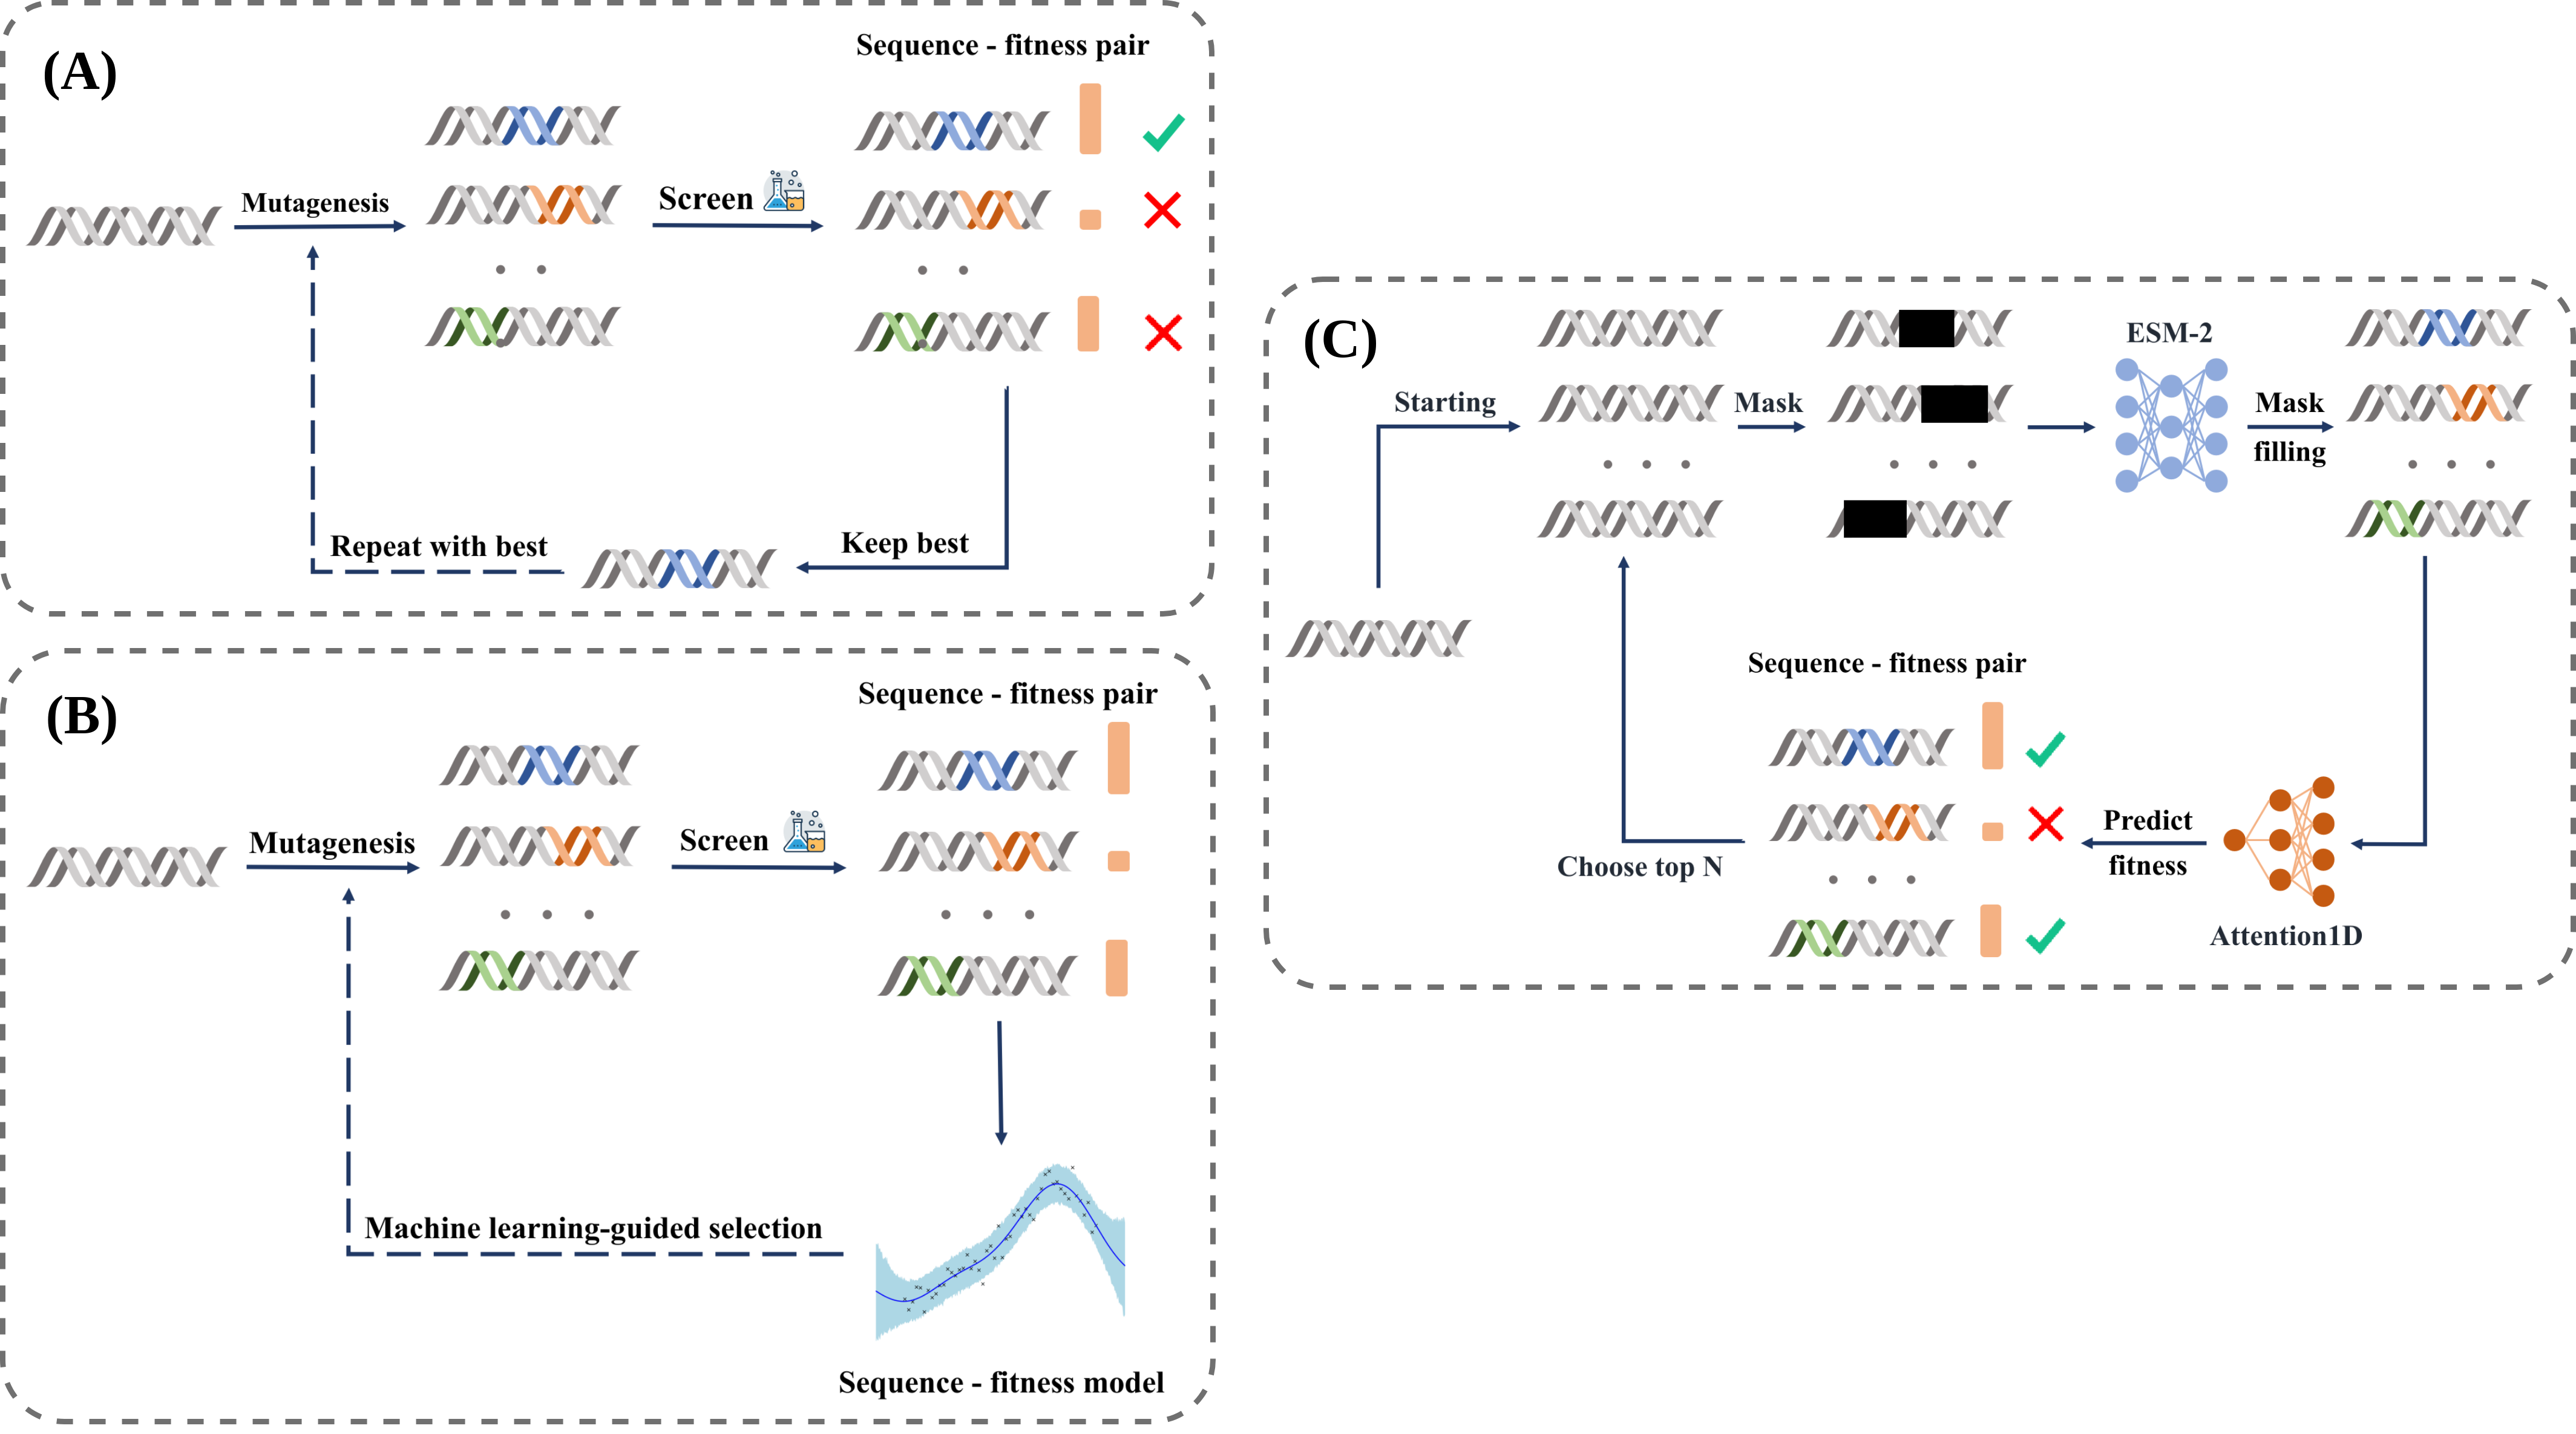 (A)
Sequence - fitness pair
Mutagenesis
Screen
Repeat with best
Keep best
(B)
Sequence - fitness pair
Mutagenesis
Screen
Machine learning-guided selection
Sequence - fitness model
(C)
Starting
Mask
ESM-2
Mask
filling
Sequence - fitness pair
Choose top N
Predict
fitness
Attention1D